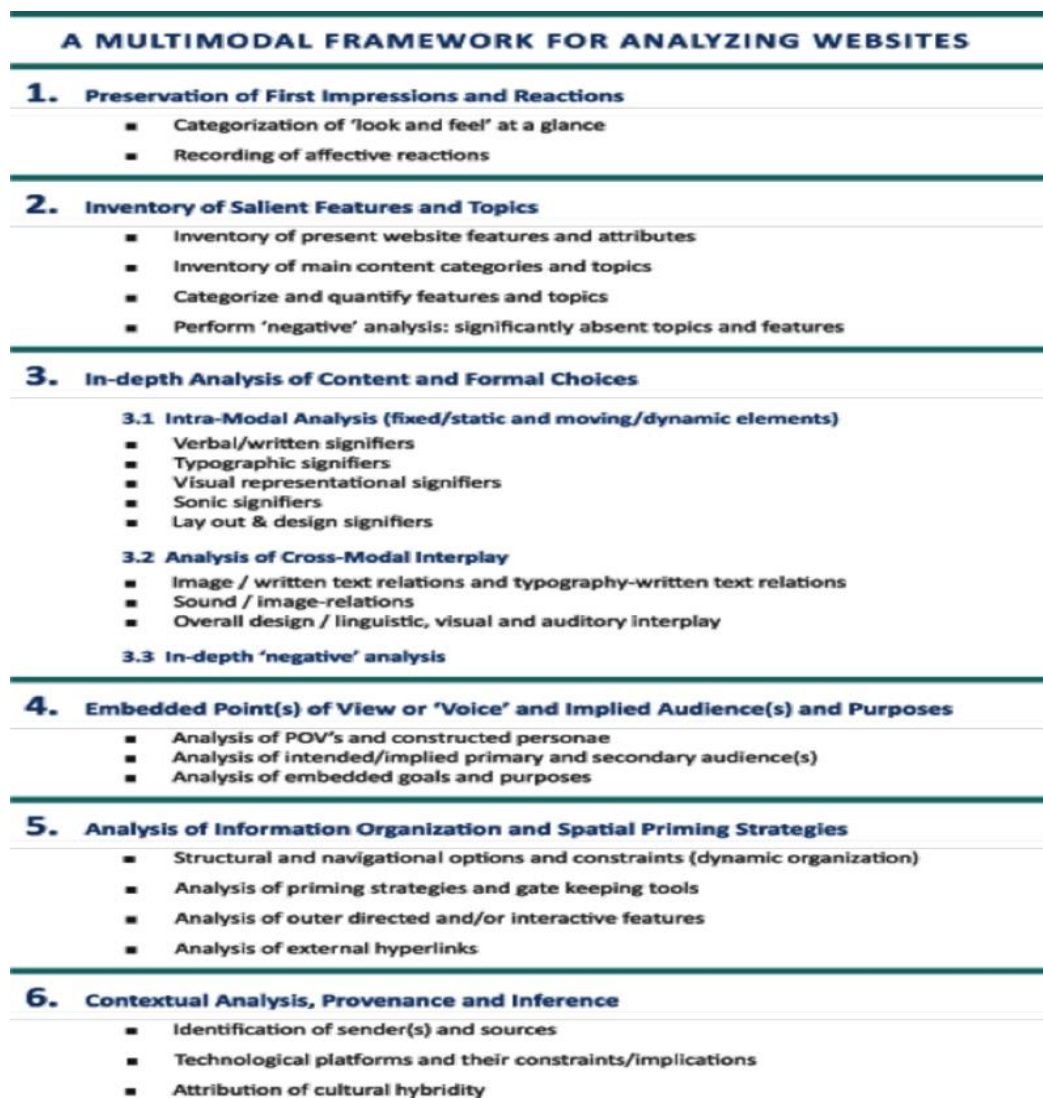 A MULTIMODAL FRAMEWORK FOR ANALYZING WEBSITES
1. Preservation of First Impressions and Reactions
▪ Categorization of ‘look and feel’ at a glance
▪ Recording of affective reactions
2. Inventory of Salient Features and Topics
▪ Inventory of present website features and attributes
▪ Inventory of main content categories and topics
▪ Categorize and quantify features and topics
▪ Perform ‘negative’ analysis: significantly absent topics and features
3. In-depth Analysis of Content and Formal Choices
3.1 Intra-Modal Analysis (fixed/static and moving/dynamic elements)
▪ Verbal/written signifiers
▪ Typographic signifiers
▪ Visual representational signifiers
▪ Sonic signifiers
▪ Lay out & design signifiers
3.2 Analysis of Cross-Modal Interplay
▪ Image / written text relations and typography-written text relations
▪ Sound / image-relations
▪ Overall design / linguistic, visual and auditory interplay
3.3 In-depth ‘negative’ analysis
4. Embedded Point(s) of View or ‘Voice’ and Implied Audience(s) and Purposes
▪ Analysis of POV’s and constructed personae
▪ Analysis of intended/implied primary and secondary audience(s)
▪ Analysis of embedded goals and purposes
5. Analysis of Information Organization and Spatial Priming Strategies
▪ Structural and navigational options and constraints (dynamic organization)
▪ Analysis of priming strategies and gate keeping tools
▪ Analysis of outer directed and/or interactive features
▪ Analysis of external hyperlinks
6. Contextual Analysis, Provenance and Inference
▪ Identification of sender(s) and sources
▪ Technological platforms and their constraints/implications
▪ Attribution of cultural hybridity